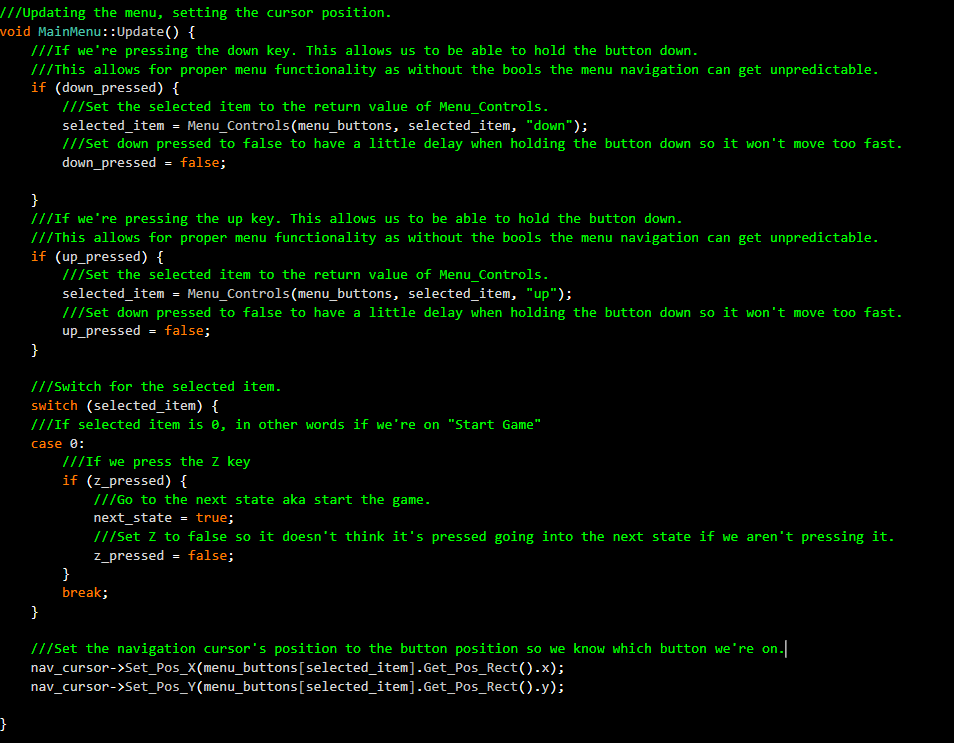 ///Updating the menu, setting the cursor position.
void MainMenu::Update() {
    ///If we're pressing the down key. This allows us to be able to hold the button down.
    ///This allows for proper menu functionality as without the bools the menu navigation can get unpredictable.
    if (down_pressed) {
        ///Set the selected item to the return value of Menu_Controls.
        selected_item = Menu_Controls(menu_buttons, selected_item, "down");
        ///Set down pressed to false to have a little delay when holding the button down so it won't move too fast.
        down_pressed = false;

    }
    ///If we're pressing the up key. This allows us to be able to hold the button down.
    ///This allows for proper menu functionality as without the bools the menu navigation can get unpredictable.
    if (up_pressed) {
        ///Set the selected item to the return value of Menu_Controls.
        selected_item = Menu_Controls(menu_buttons, selected_item, "up");
        ///Set down pressed to false to have a little delay when holding the button down so it won't move too fast.
        up_pressed = false;
    }

    ///Switch for the selected item.
    switch (selected_item) {
    ///If selected item is 0, in other words if we're on "Start Game"
    case 0:
        ///If we press the Z key
        if (z_pressed) {
            ///Go to the next state aka start the game.
            next_state = true;
            ///Set Z to false so it doesn't think it's pressed going into the next state if we aren't pressing it.
            z_pressed = false;
        }
        break;
    }

    ///Set the navigation cursor's position to the button position so we know which button we're on.
    nav_cursor->Set_Pos_X(menu_buttons[selected_item].Get_Pos_Rect().x);
    nav_cursor->Set_Pos_Y(menu_buttons[selected_item].Get_Pos_Rect().y);

}